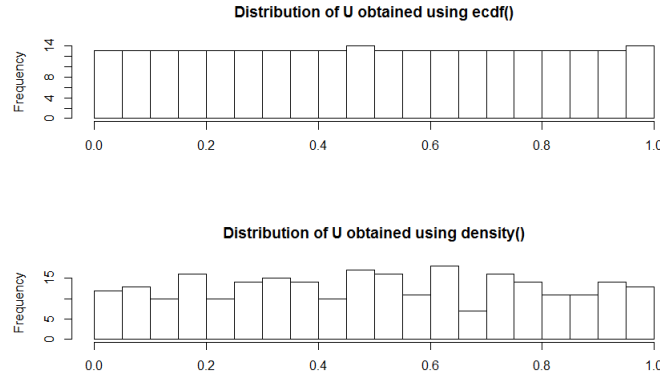 Distribution of U obtained using ecdf()
Frequency
14
8
4
0
0.0 0.2 0.4 0.6 0.8 1.0
Distribution of U obtained using density()
Frequency
15
5
0
0.0 0.2 0.4 0.6 0.8 1.0